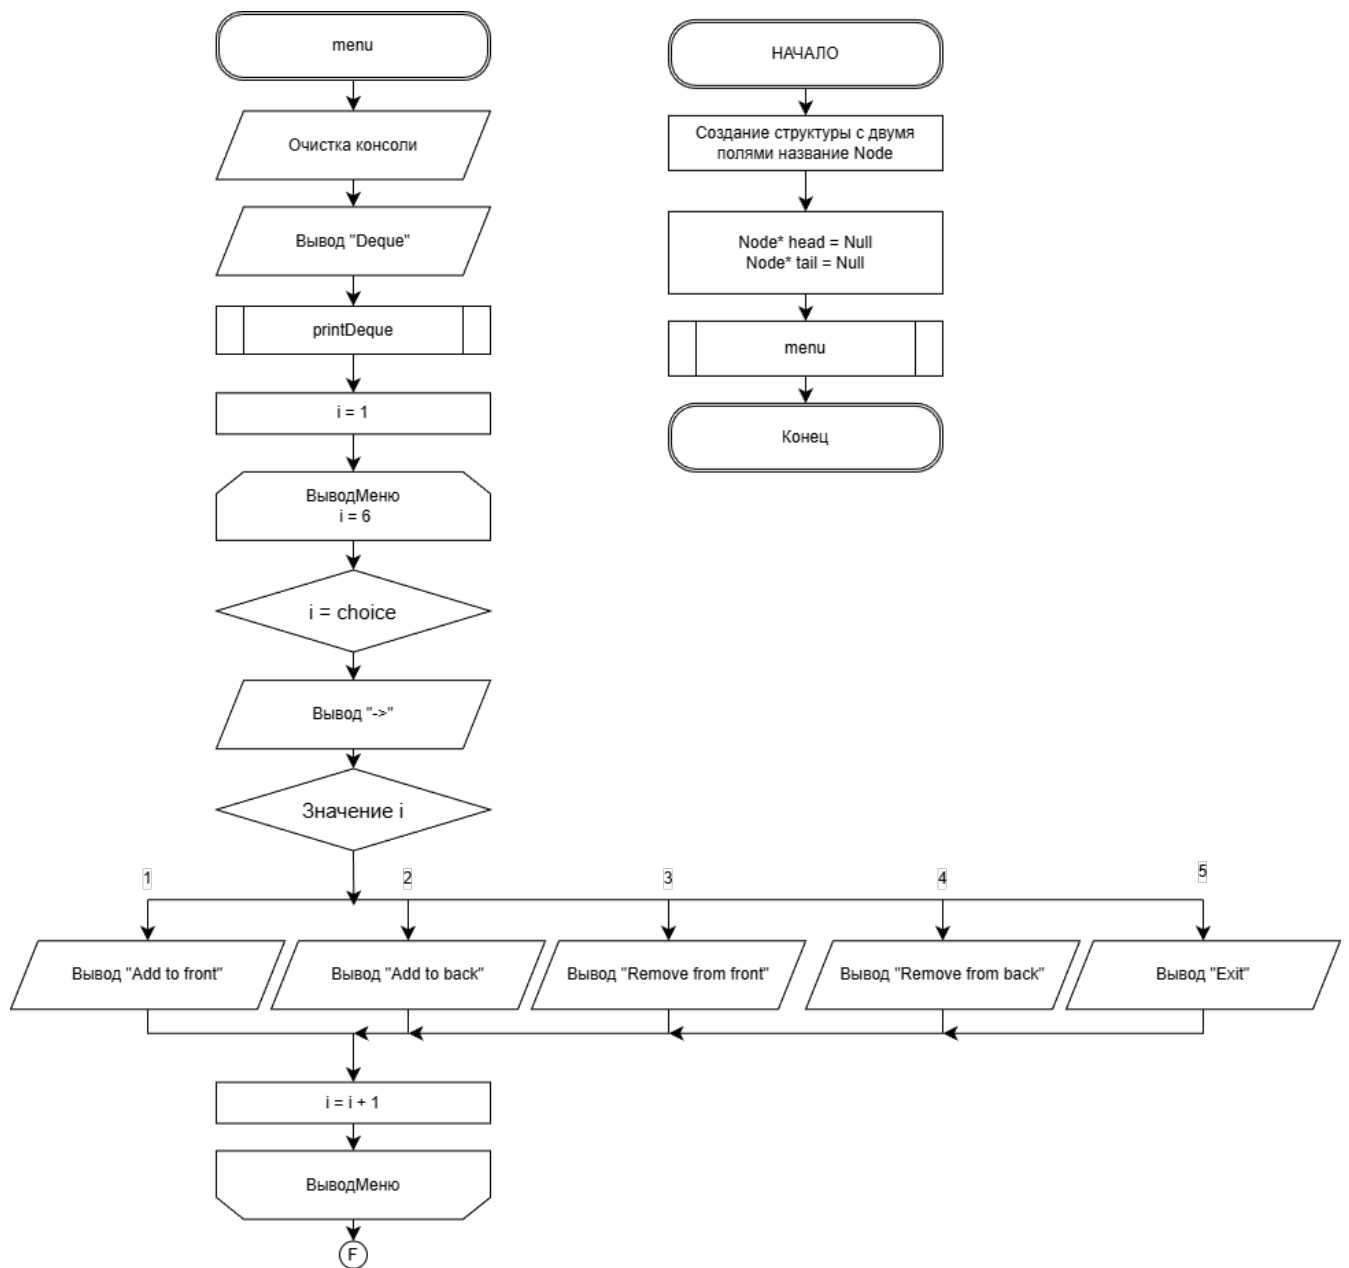 menu
Очистка консоли
Вывод "Deque"
printDeque
i = 1
ВыводМеню
i = 6
i = choice
Вывод "->"
Значение i
1
2
3
4
5
Вывод "Add to front"
Вывод "Add to back"
Вывод "Remove from front"
Вывод "Remove from back"
Вывод "Exit"
i = i + 1
ВыводМеню
F
НАЧАЛО
Создание структуры с двумя
полями название Node
Node* head = Null
Node* tail = Null
menu
Конец